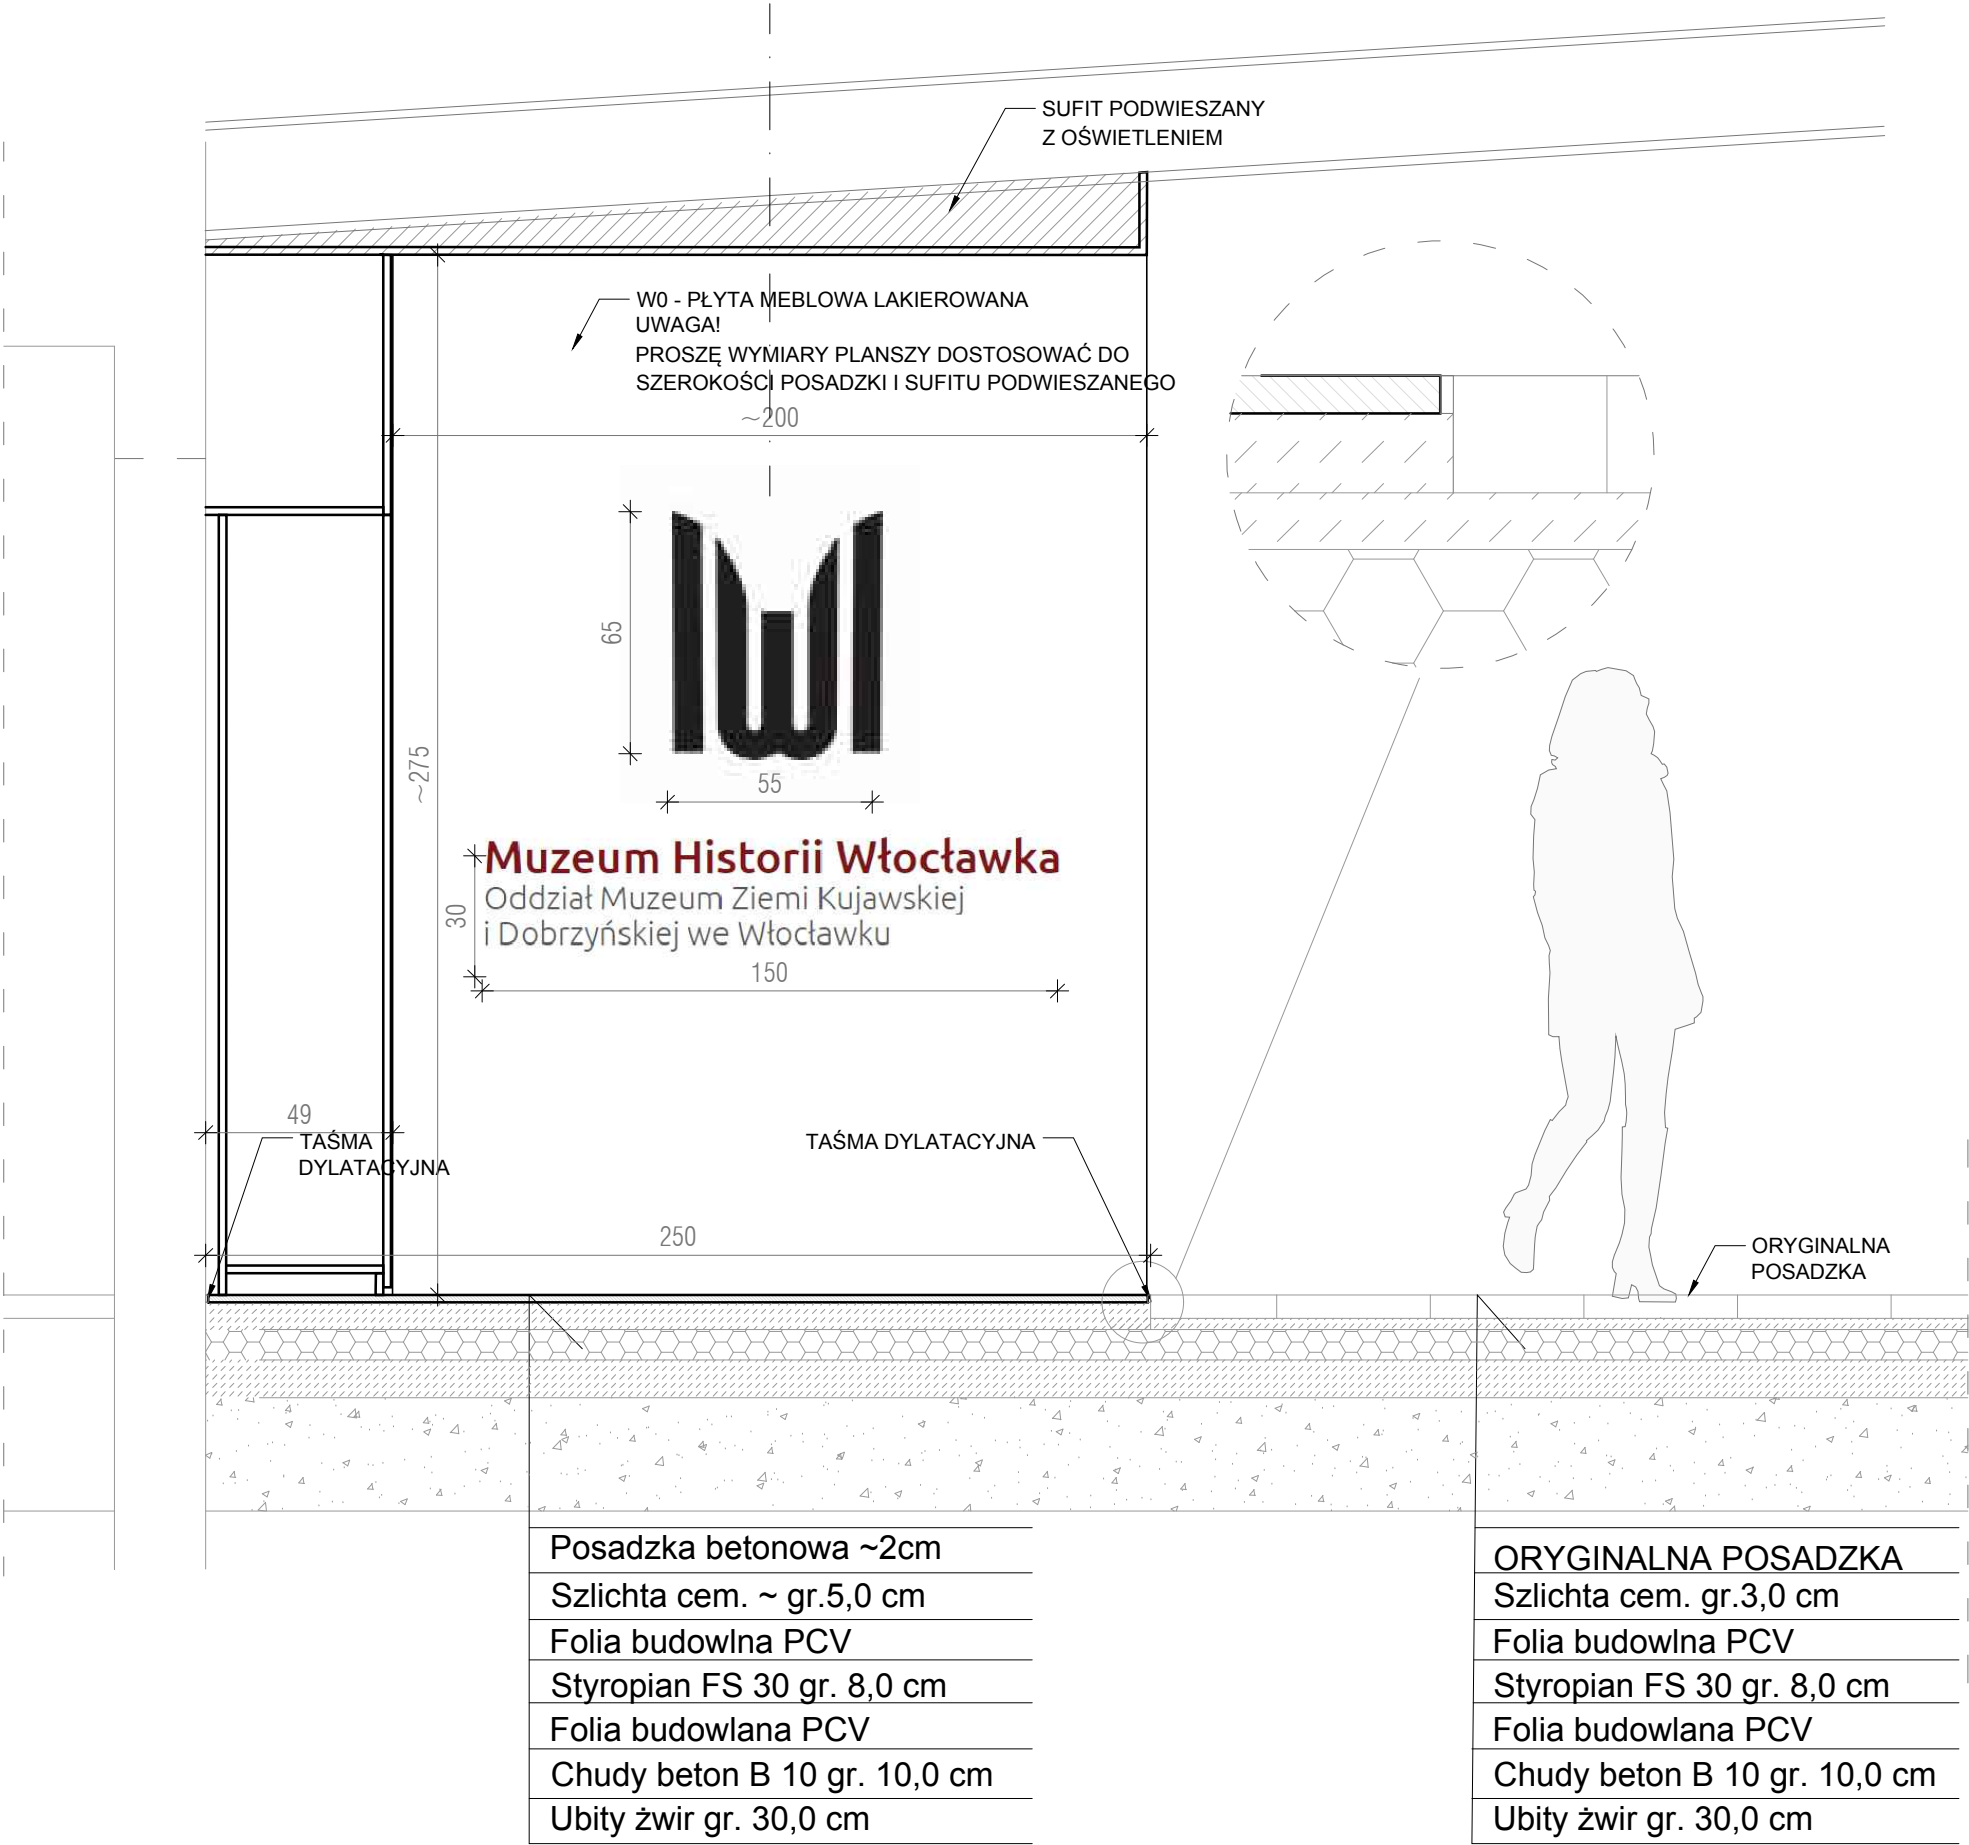 SUFIT PODWIESZANY
Z OŚWIETLENIEM
W0 - PŁYTA MEBLOWA LAKIEROWANA
UWAGA!
PROSZĘ WYMIARY PLANSZY DOSTOSOWAĆ DO
SZEROKOŚCI POSADZKI I SUFITU PODWIESZANEGO
~200
65
55
~275
Muzeum Historii Włocławka
Oddział Muzeum Ziemi Kujawskiej
i Dobrzyńskiej we Włocławku
30
150
49
TAŚMA
DYLATACYJNA
TAŚMA DYLATACYJNA
250
ORYGINALNA
POSADZKA
Posadzka betonowa ~2cm
Szlichta cem. ~ gr.5,0 cm
Folia budowlna PCV
Styropian FS 30 gr. 8,0 cm
Folia budowlana PCV
Chudy beton B 10 gr. 10,0 cm
Ubity żwir gr. 30,0 cm
ORYGINALNA POSADZKA
Szlichta cem. gr.3,0 cm
Folia budowlna PCV
Styropian FS 30 gr. 8,0 cm
Folia budowlana PCV
Chudy beton B 10 gr. 10,0 cm
Ubity żwir gr. 30,0 cm